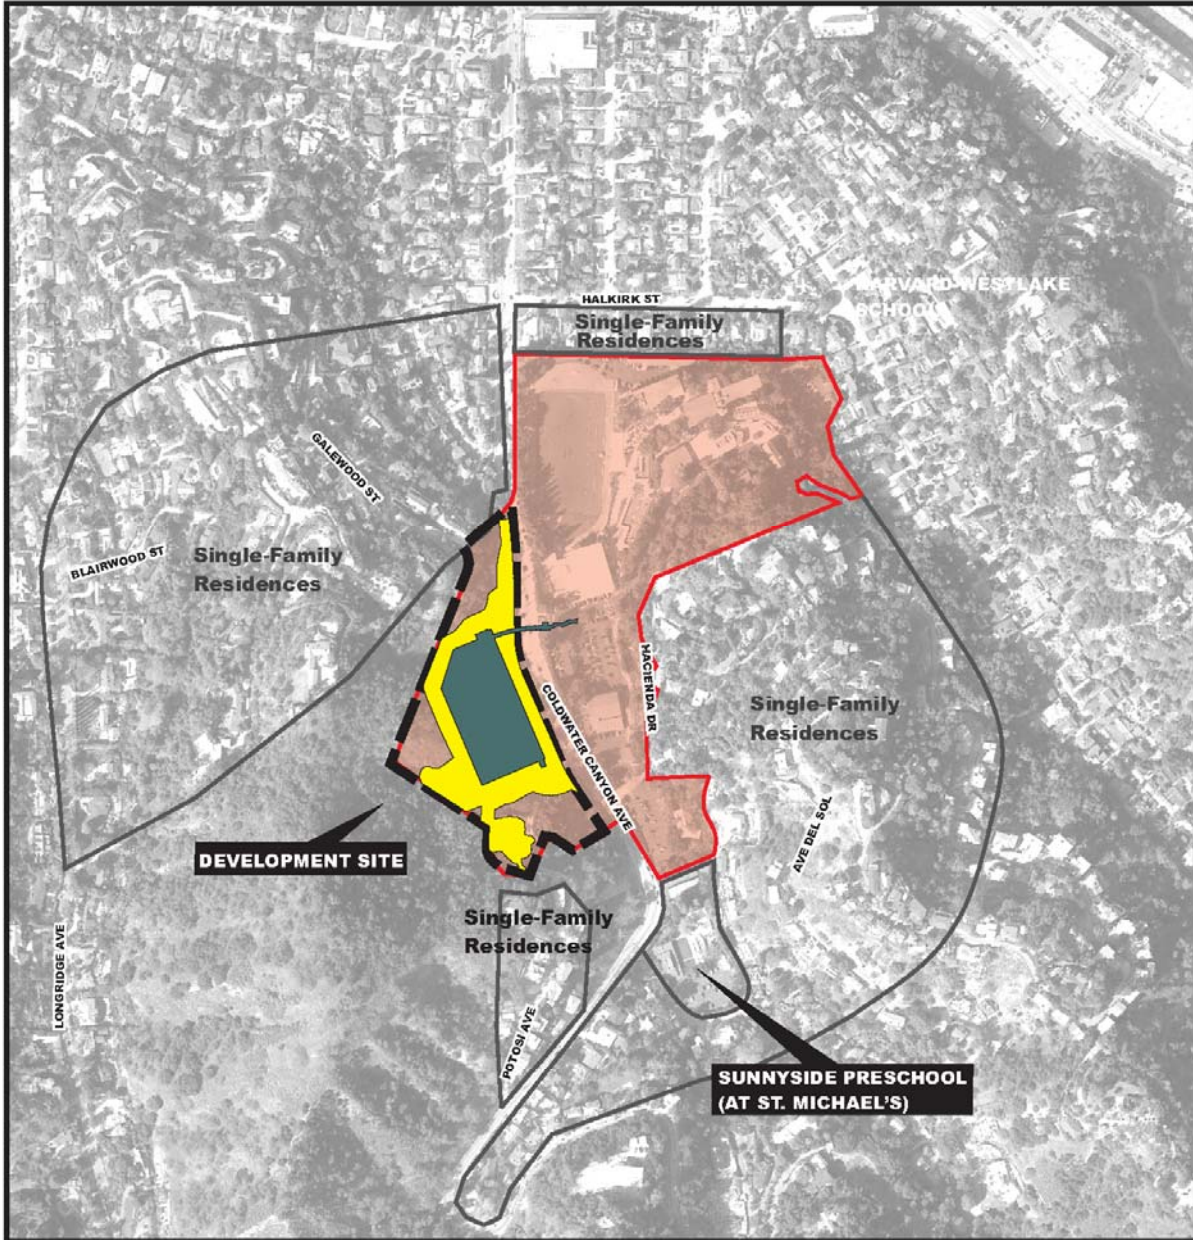 HALKIRK ST
HARVARD-WESTLAKE
SCHOOL
Single-Family
Residences
GALEWOOD ST
BLAIRWOOD ST
Single-Family
Residences
HACIENDA DR
COLDWATER CANYON AVE
Single-Family
Residences
AVE DEL SOL
DEVELOPMENT SITE
Single-Family
Residences
LONGRIDGE AVE
POTOSI AVE
SUNNYSIDE PRESCHOOL
(AT ST. MICHAEL'S)